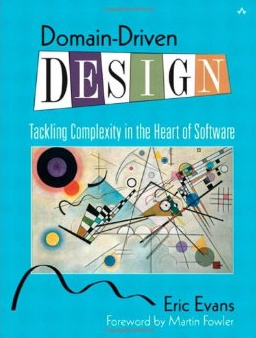 Domain-Driven
DESIGN
Tackling Complexity in the Heart of Software
Eric Evans
Foreword by Martin Fowler